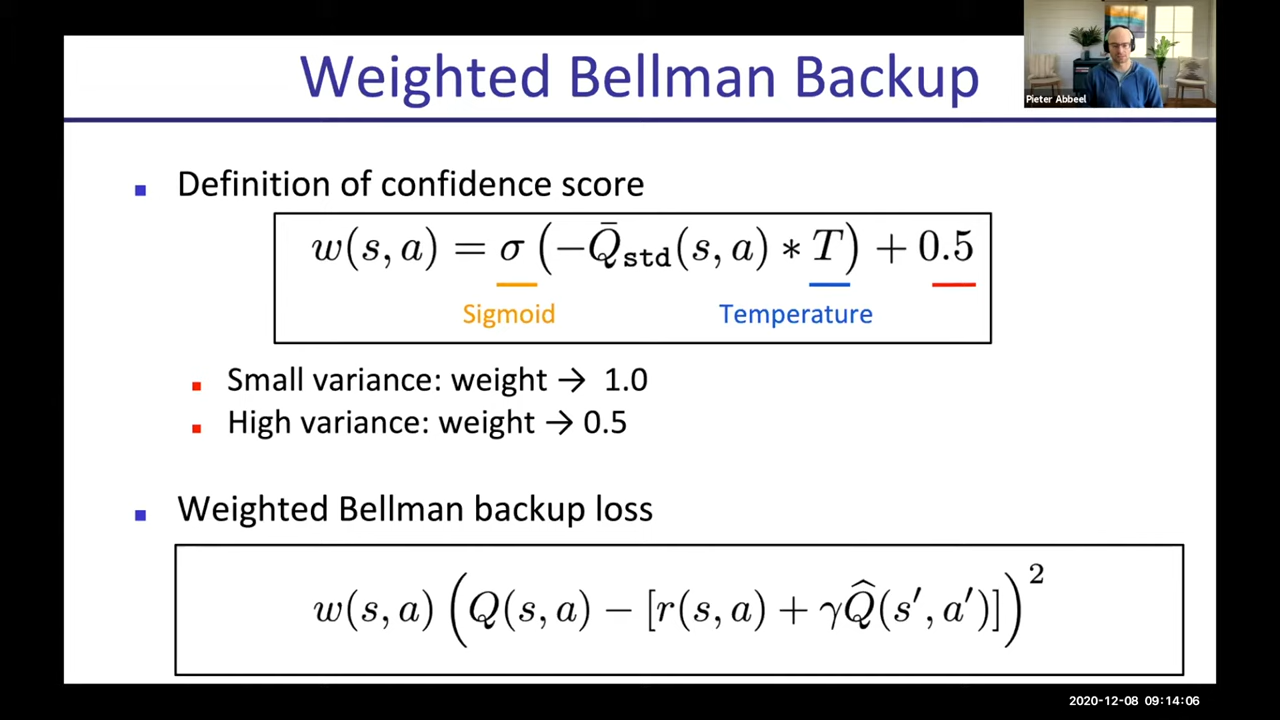 Weighted Bellman Backup
Pieter Abbeel
▪ Definition of confidence score
w(s, a) = σ(−Q̄_std(s, a) ∗ T) + 0.5
Sigmoid Temperature
▪ Small variance: weight → 1.0
▪ High variance: weight → 0.5
▪ Weighted Bellman backup loss
w(s, a) (Q(s, a) − [r(s, a) + γQ̂(s′, a′)])²
2020-12-08 09:14:06